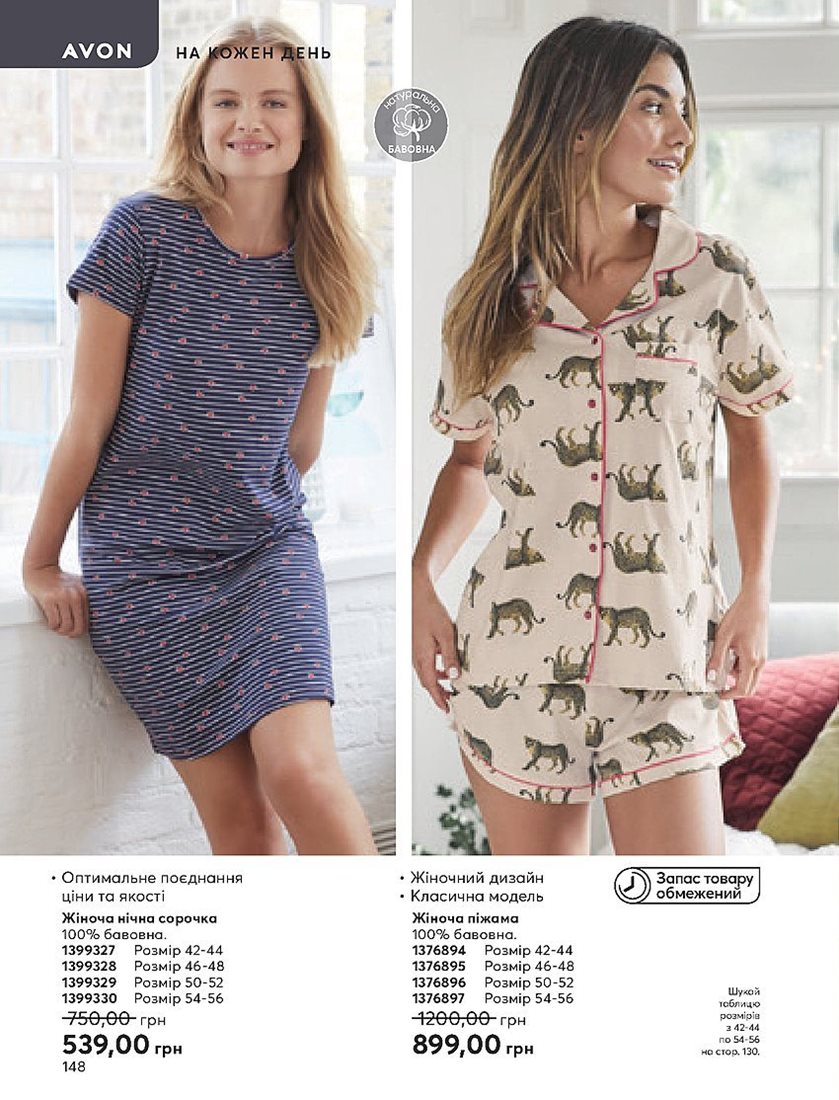 AVON
НА КОЖЕН ДЕНЬ
натуральна
БАВОВНА
• Оптимальне поєднання
ціни та якості
Жіноча нічна сорочка
100% бавовна.
1399327 Розмір 42-44
1399328 Розмір 46-48
1399329 Розмір 50-52
1399330 Розмір 54-56
750,00 грн
539,00 грн
148
• Жіночний дизайн
• Класична модель
Жіноча піжама
100% бавовна.
1376894 Розмір 42-44
1376895 Розмір 46-48
1376896 Розмір 50-52
1376897 Розмір 54-56
1200,00 грн
899,00 грн
Запас товару
обмежений
Шукай
таблицю
розмірів
з 42-44
по 54-56
на стор. 130.